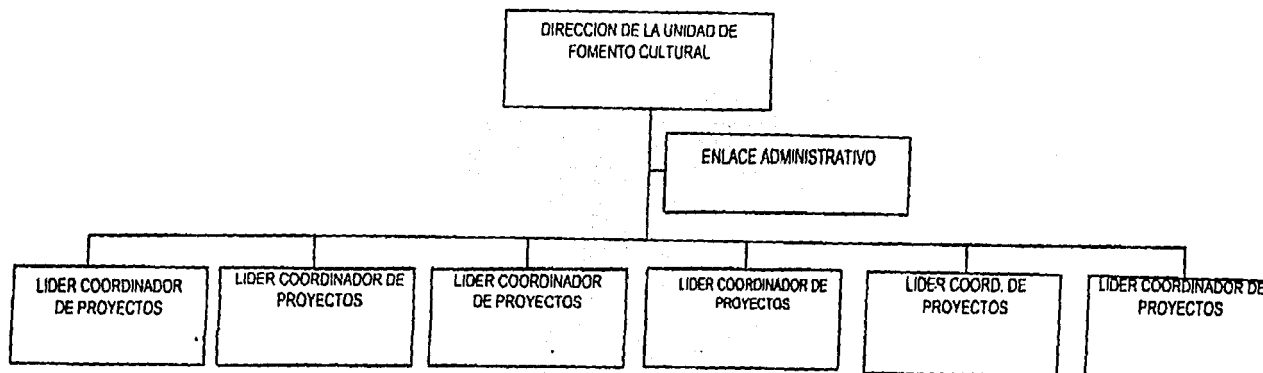 DIRECCION DE LA UNIDAD DE
FOMENTO CULTURAL
ENLACE ADMINISTRATIVO
LIDER COORDINADOR
DE PROYECTOS
LIDER COORDINADOR DE
PROYECTOS
LIDER COORDINADOR
DE PROYECTOS
LIDER COORDINADOR DE
PROYECTOS
LIDER COORD. DE
PROYECTOS
LIDER COORDINADOR DE
PROYECTOS